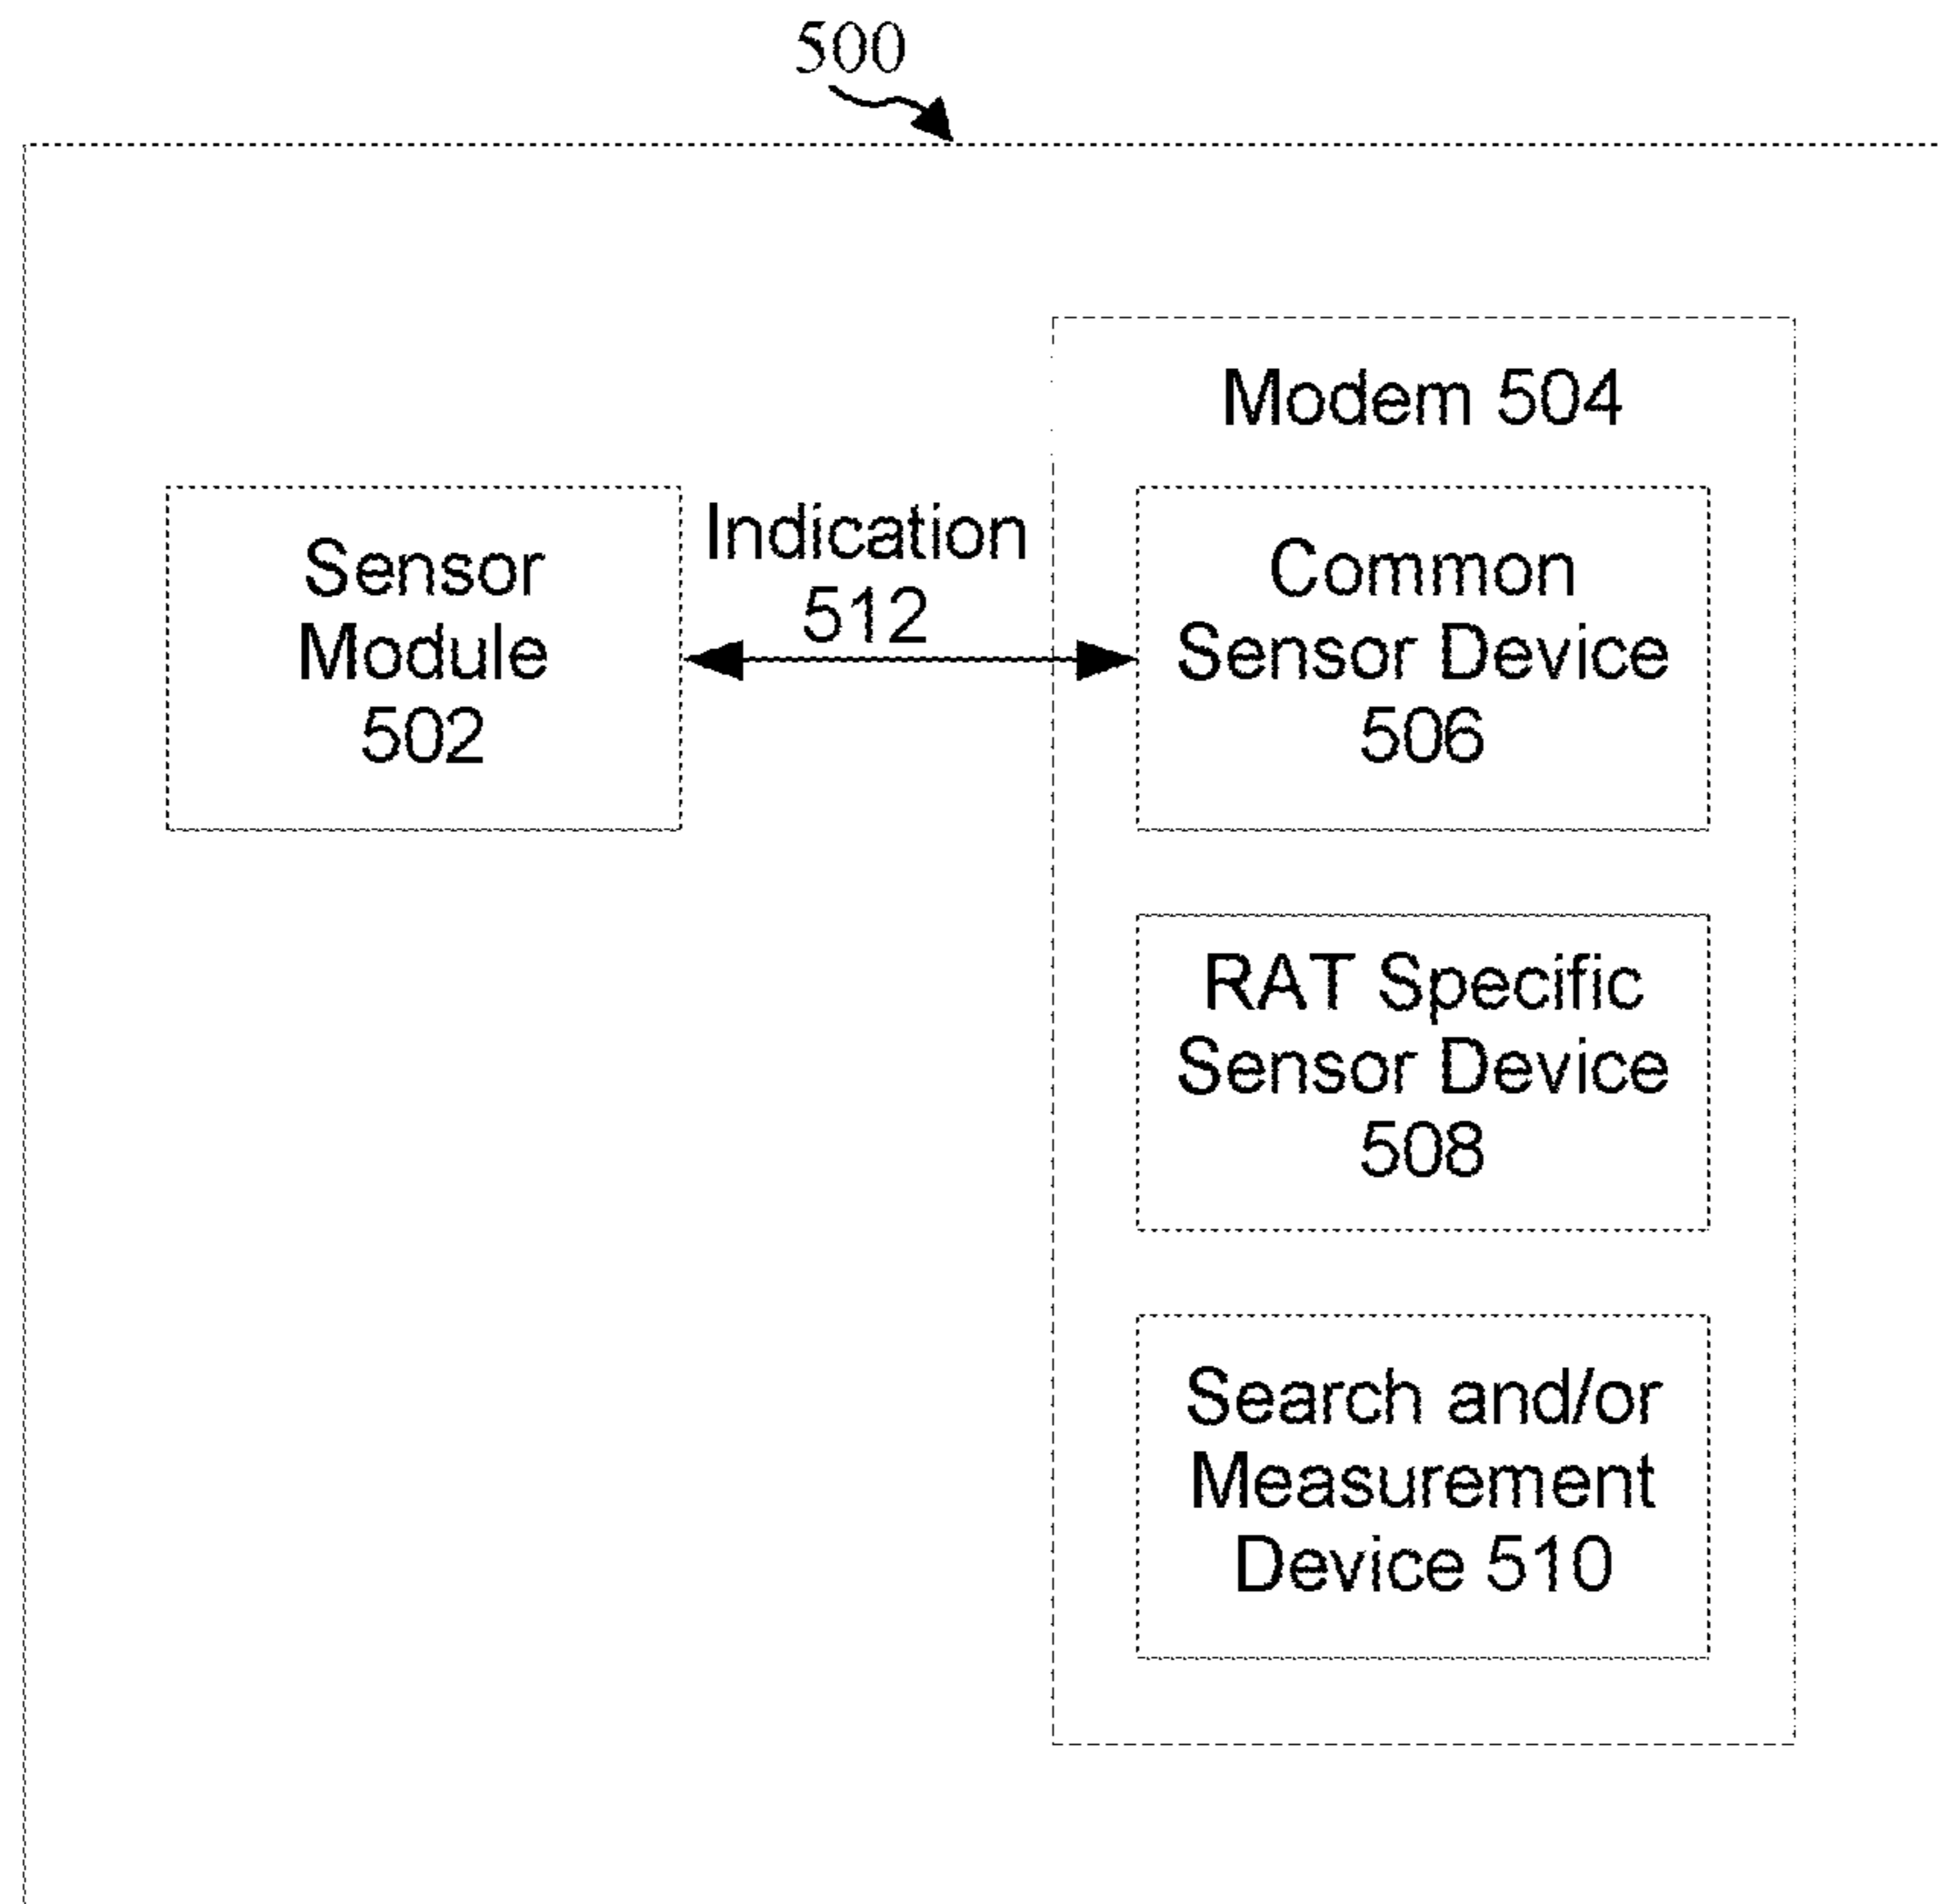 500
Modem 504
Sensor
Module
502
Indication
512
Common
Sensor Device
506
RAT Specific
Sensor Device
508
Search and/or
Measurement
Device 510